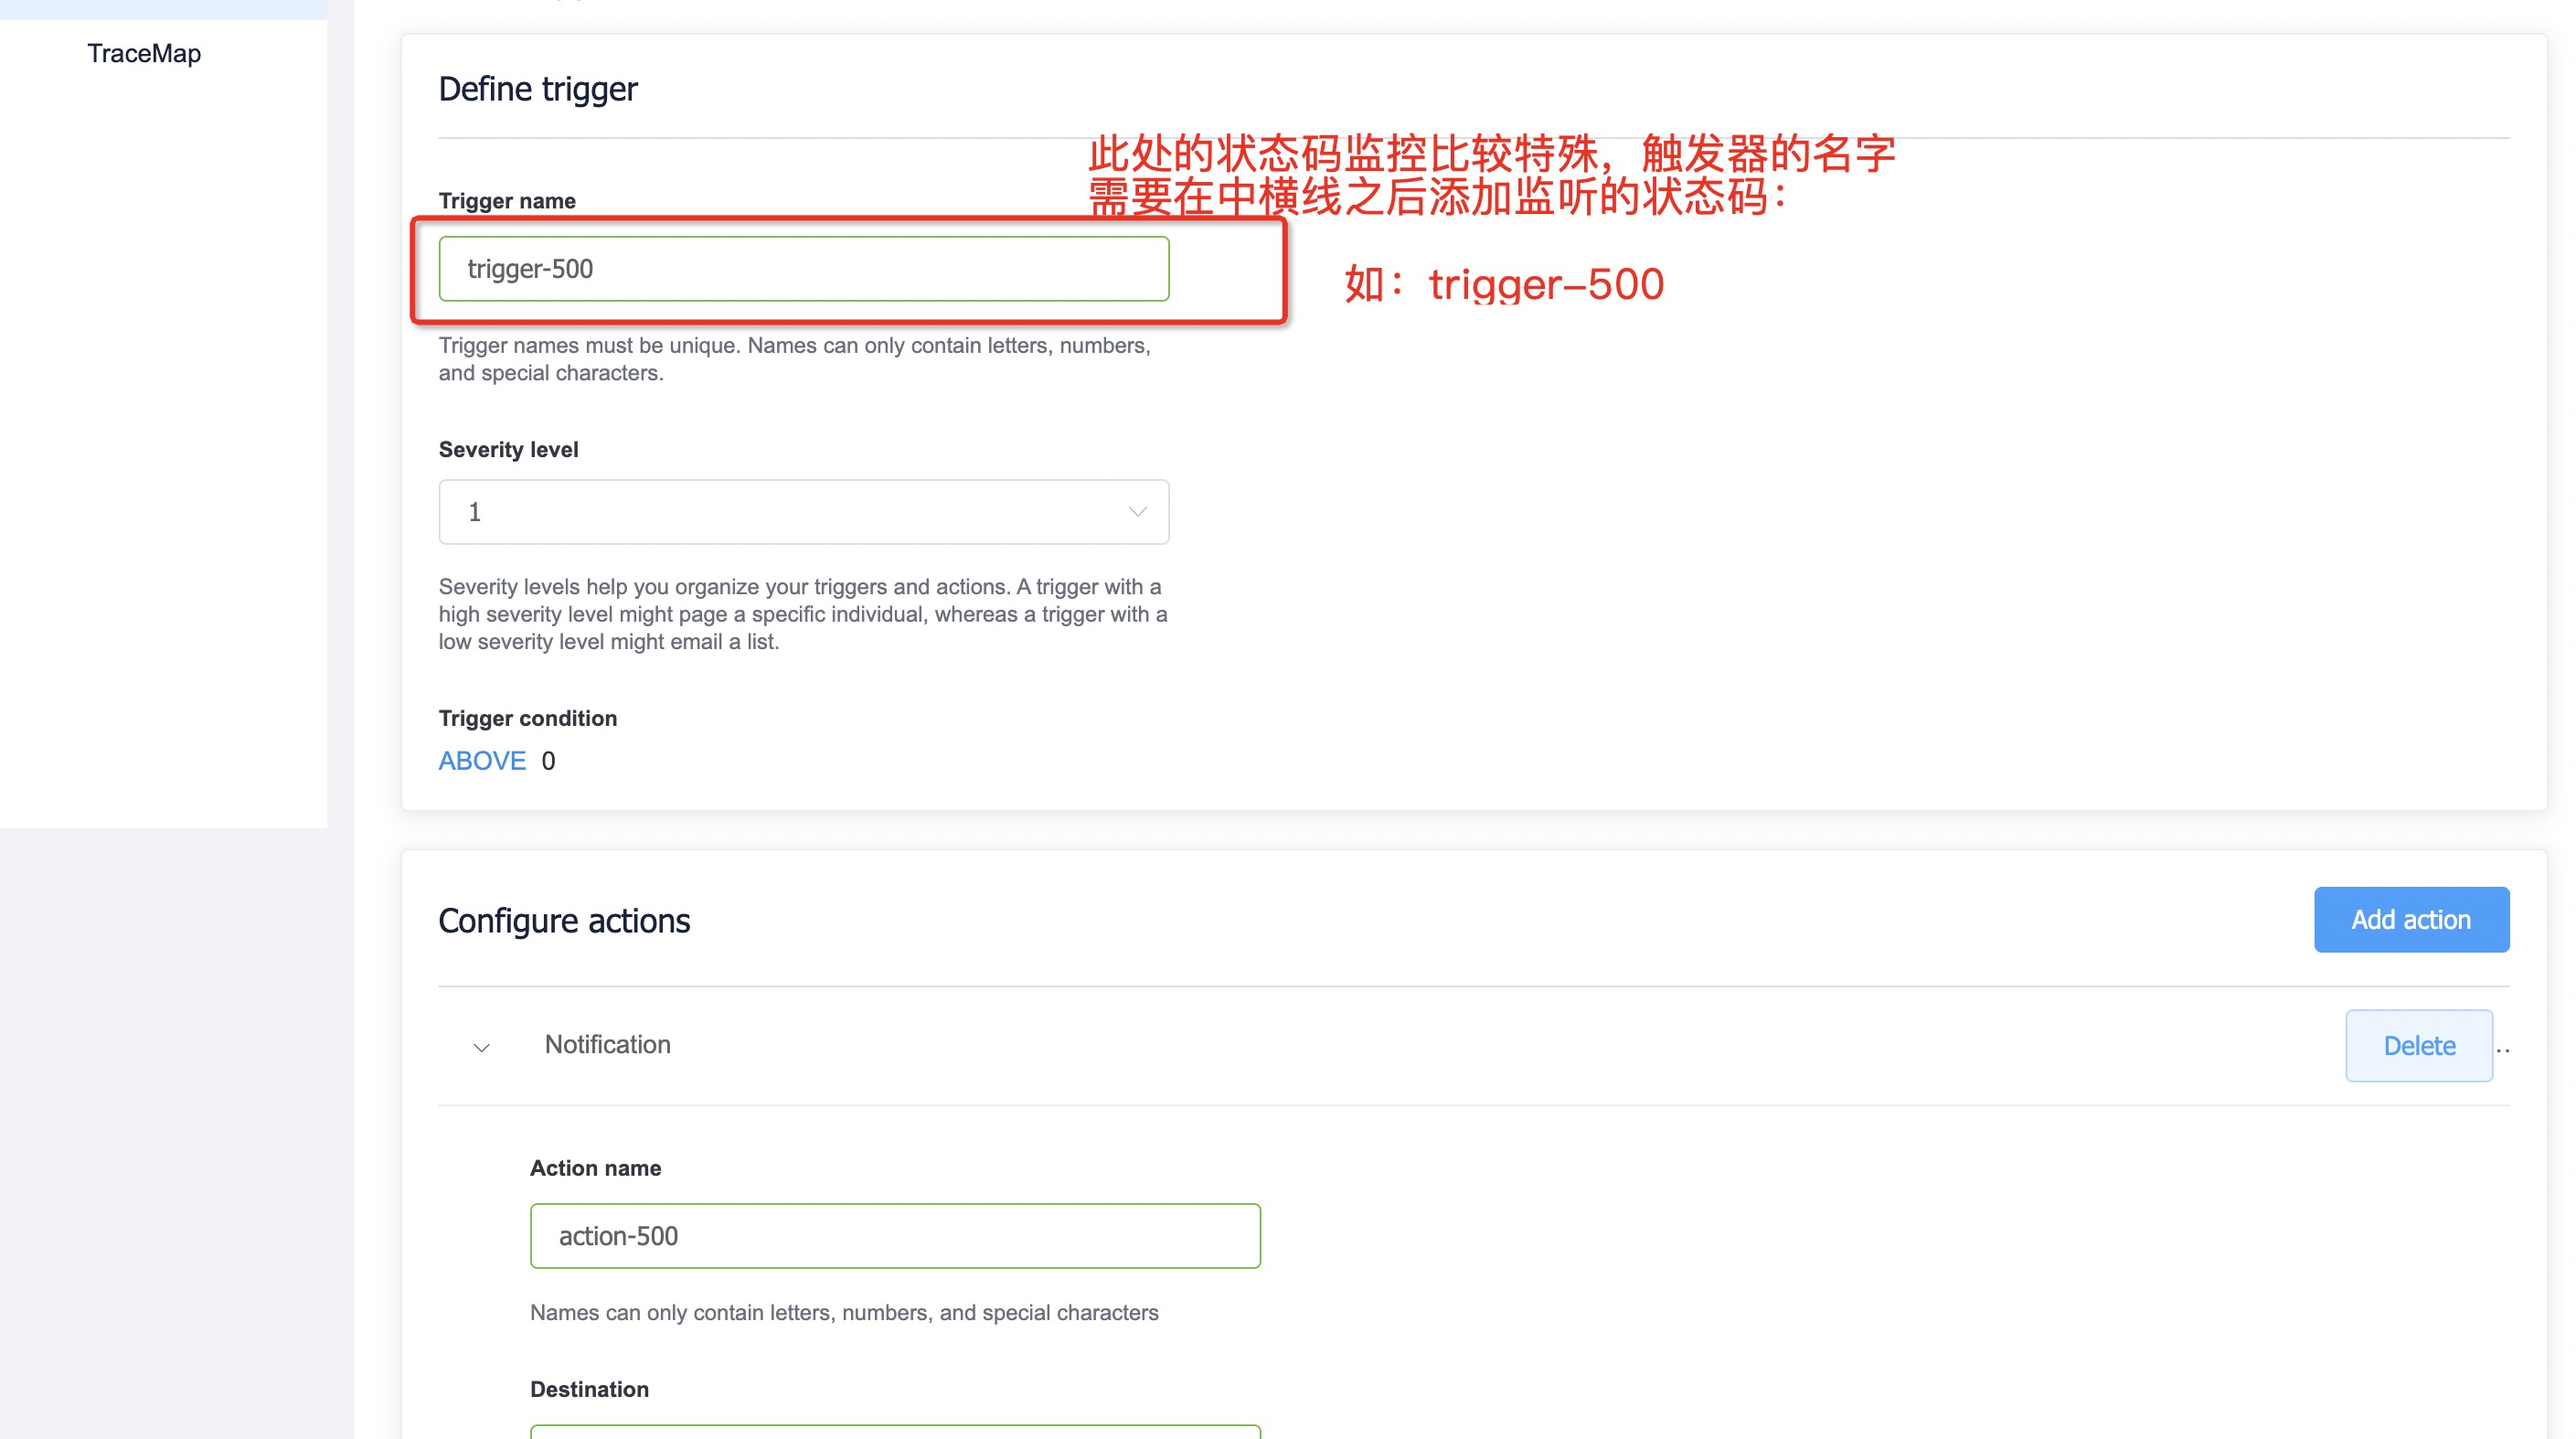 TraceMap
Define trigger
此处的状态码监控比较特殊，触发器的名字
需要在中横线之后添加监听的状态码：
Trigger name
trigger-500
如：trigger-500
Trigger names must be unique. Names can only contain letters, numbers,
and special characters.
Severity level
1
Severity levels help you organize your triggers and actions. A trigger with a
high severity level might page a specific individual, whereas a trigger with a
low severity level might email a list.
Trigger condition
ABOVE 0
Configure actions
Add action
Notification
Delete ..
Action name
action-500
Names can only contain letters, numbers, and special characters
Destination